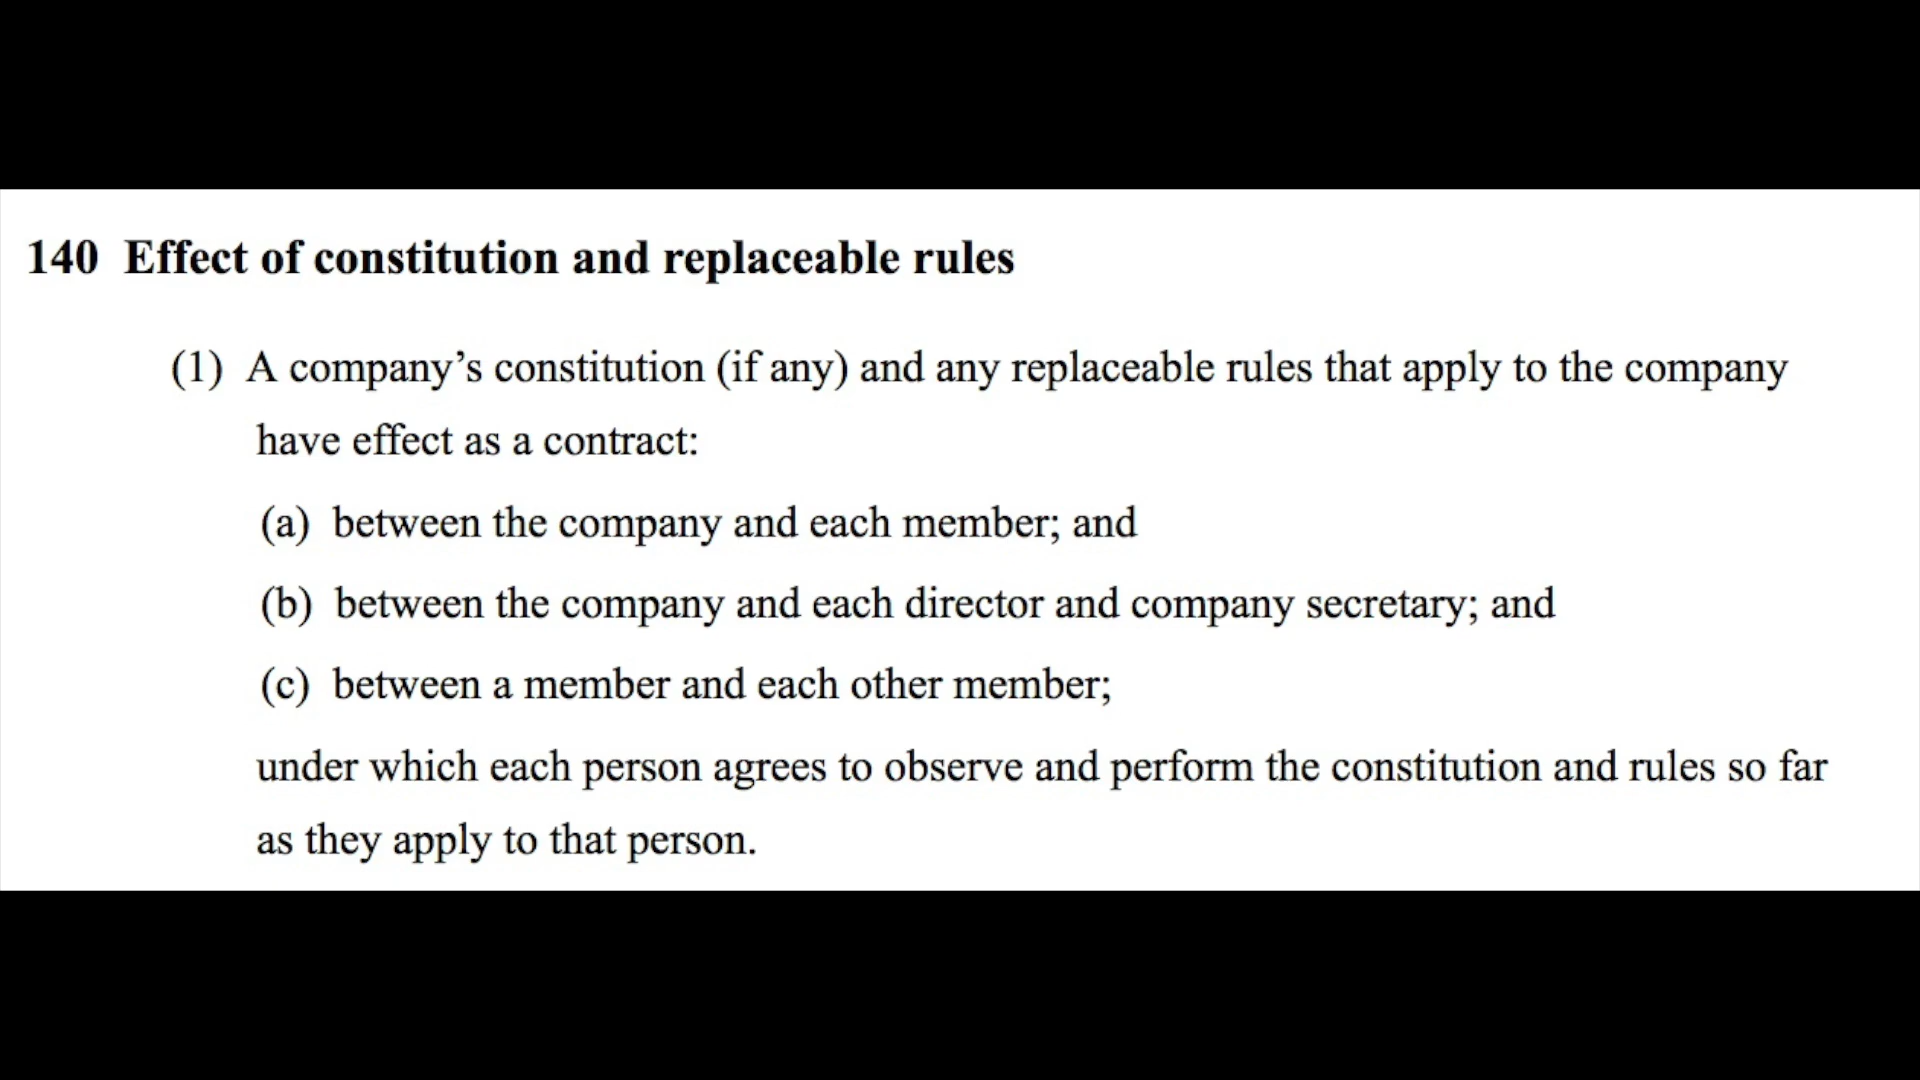 140 Effect of constitution and replaceable rules
(1) A company’s constitution (if any) and any replaceable rules that apply to the company
have effect as a contract:
(a) between the company and each member; and
(b) between the company and each director and company secretary; and
(c) between a member and each other member;
under which each person agrees to observe and perform the constitution and rules so far
as they apply to that person.